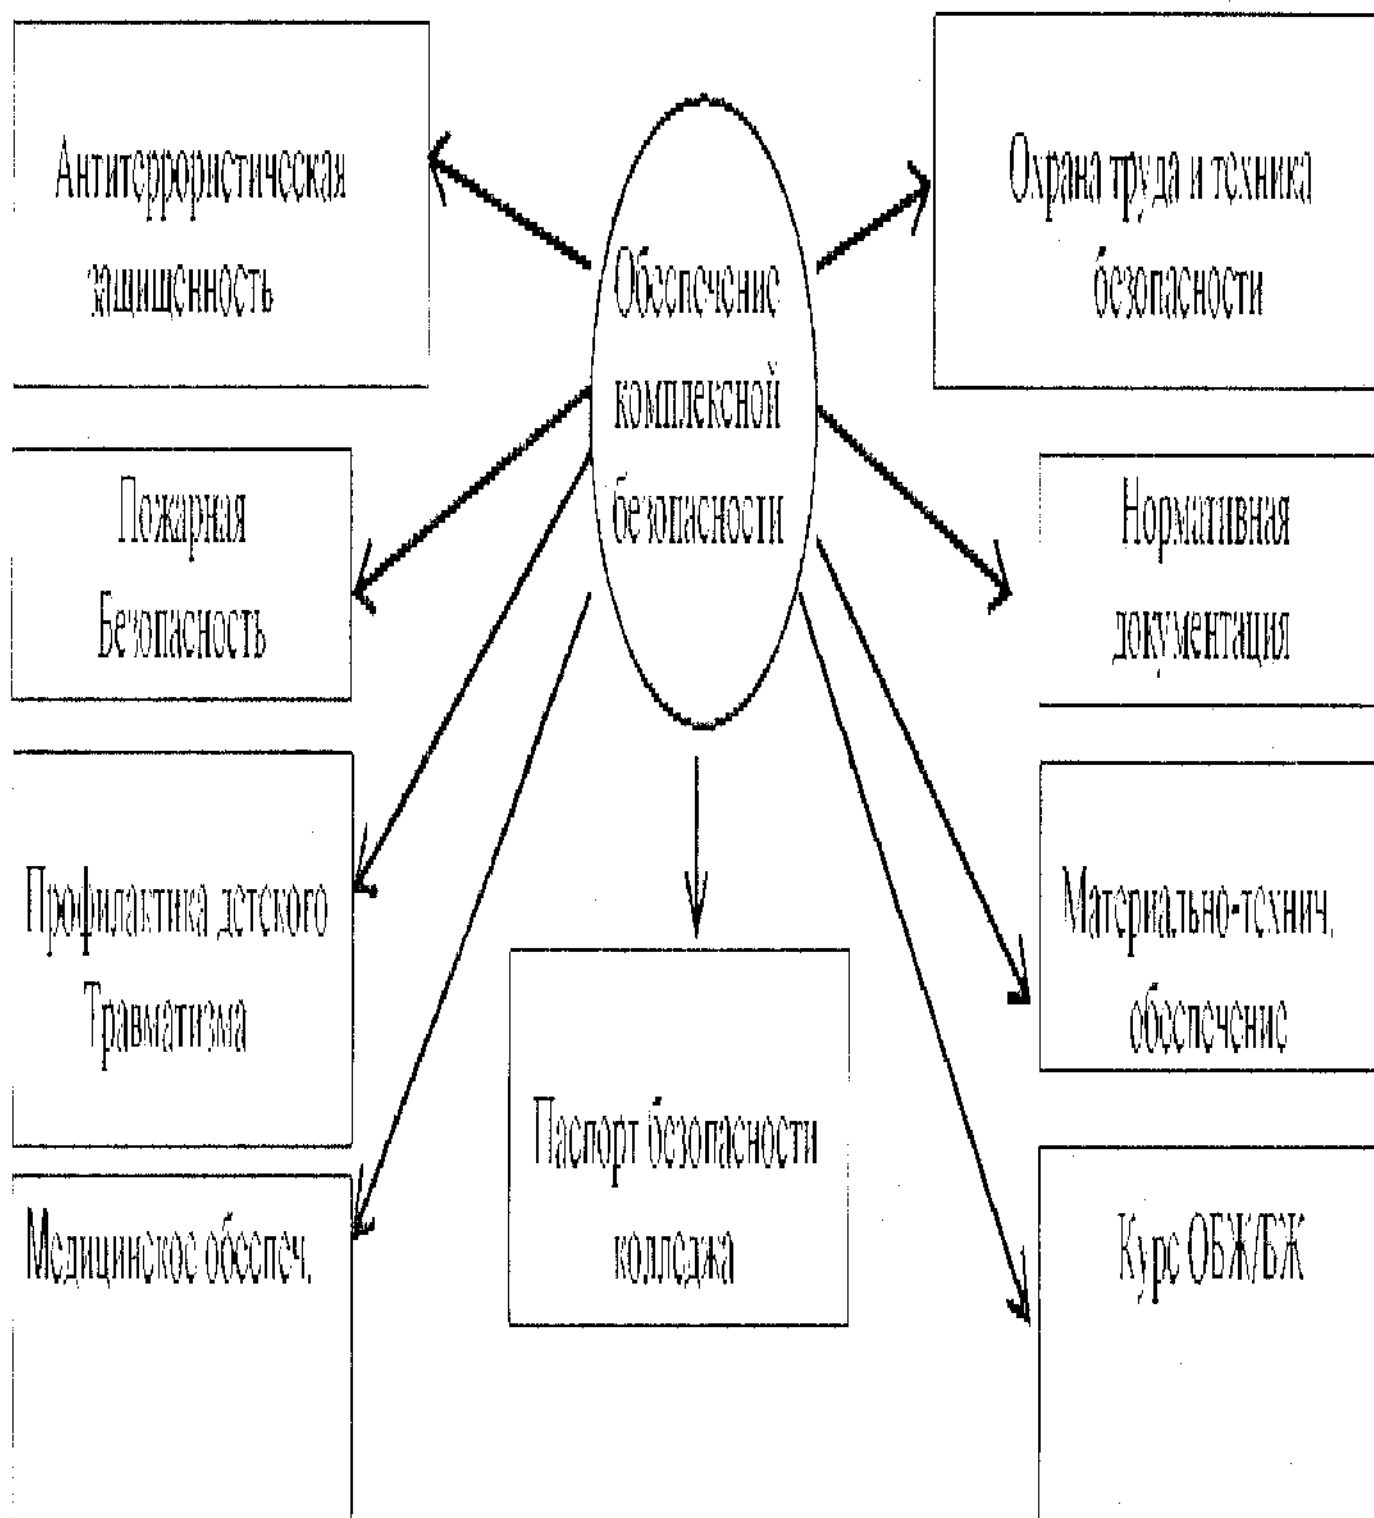 Антитеррористическая
защищенность
Обеспечение
комплексной
безопасности
Охрана труда и техника
безопасности
Пожарная
Безопасность
Нормативная
документация
Профилактика детского
Травматизма
Материально-технич.
обеспечение
Паспорт безопасности
колледжа
Медицинское обеспеч.
Курс ОБЖ/БЖ